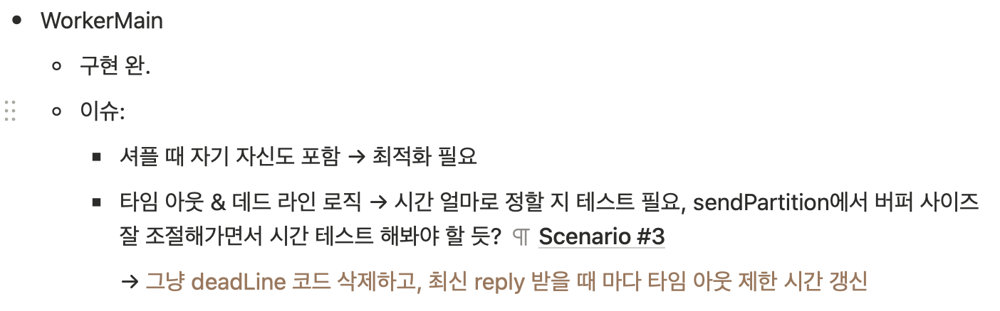 • WorkerMain
◦ 구현 완.
◦ 이슈:
▪ 셔플 때 자기 자신도 포함 → 최적화 필요
▪ 타임 아웃 & 데드 라인 로직 → 시간 얼마로 정할 지 테스트 필요, sendPartition에서 버퍼 사이즈
잘 조절해가면서 시간 테스트 해봐야 할 듯? ¶ Scenario #3
→ 그냥 deadLine 코드 삭제하고, 최신 reply 받을 때 마다 타임 아웃 제한 시간 갱신